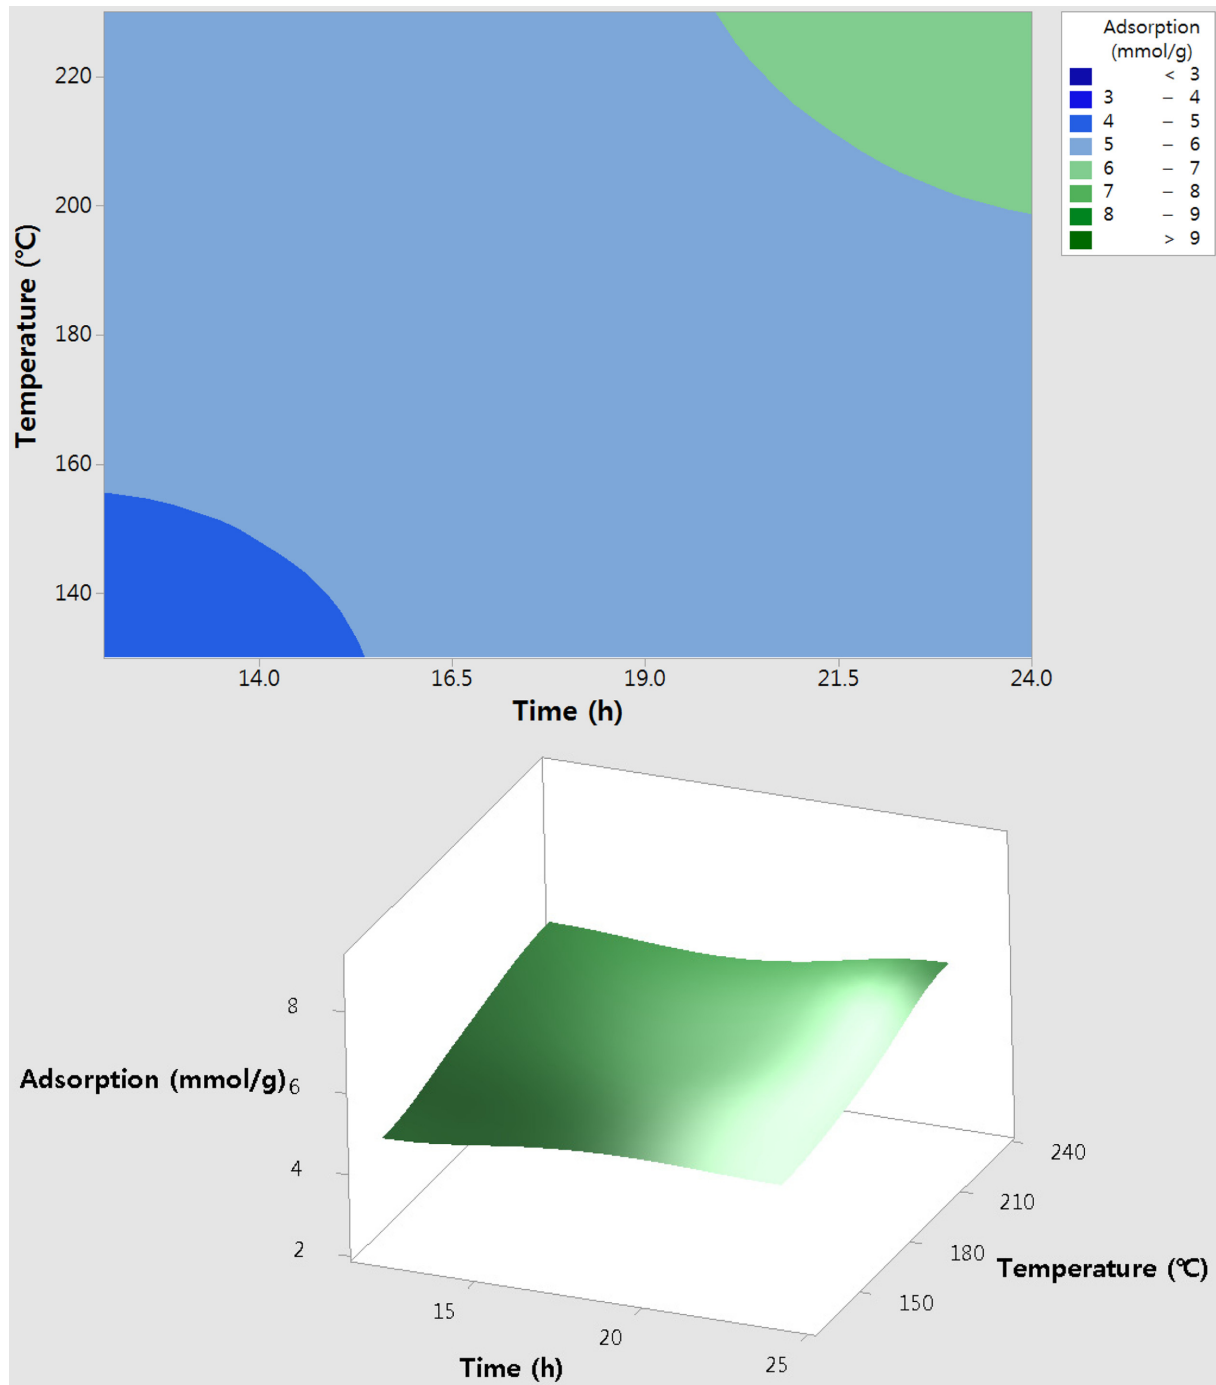 Adsorption
(mmol/g)
< 3
3 – 4
4 – 5
5 – 6
6 – 7
7 – 8
8 – 9
> 9
220
200
180
160
140
Temperature (℃)
14.0 16.5 19.0 21.5 24.0
Time (h)
8
6
4
2
Adsorption (mmol/g)
15
20
25
Time (h)
240
210
180
150
Temperature (℃)